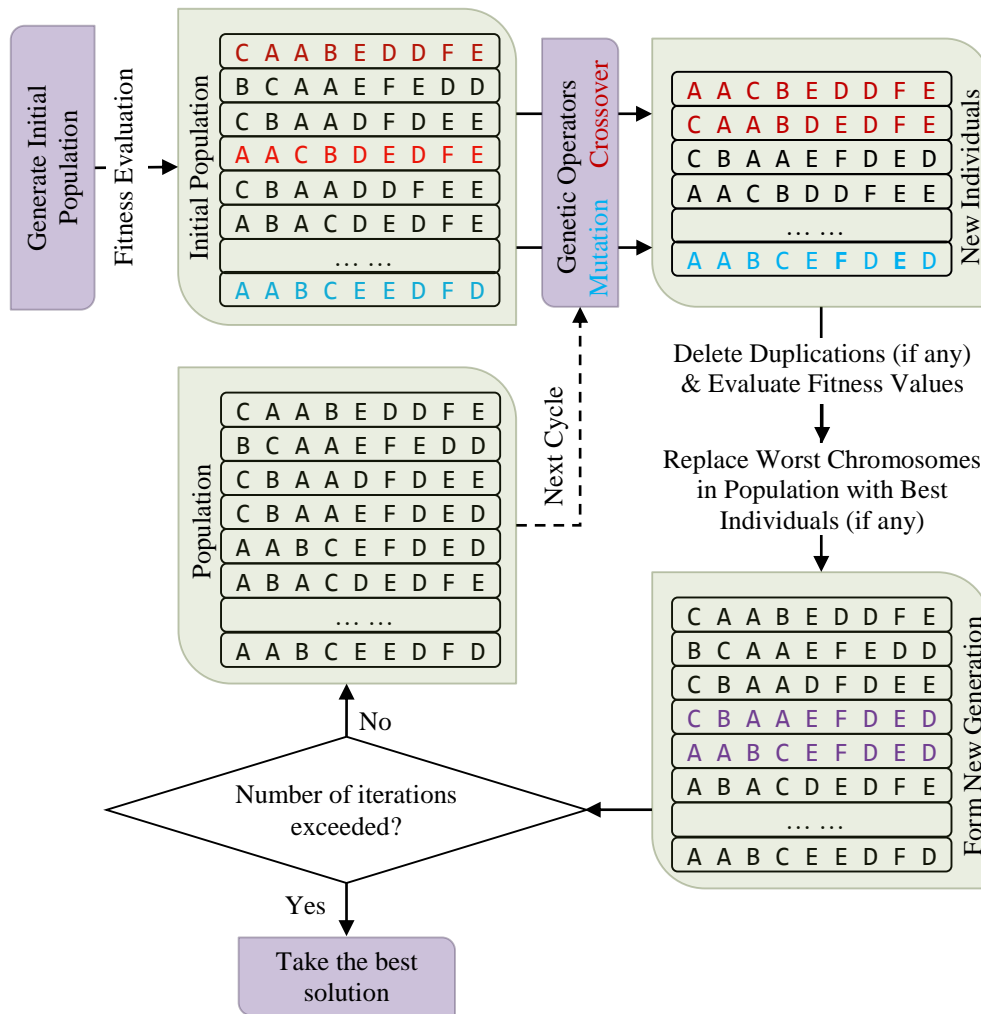 Generate Initial
Population
Fitness Evaluation
Initial Population
C A A B E D D F E
B C A A E F E D D
C B A A D F D E E
A A C B D E D F E
C B A A D D F E E
A B A C D E D F E
... ...
A A B C E E D F D
Genetic Operators
Mutation Crossover
A A C B E D D F E
C A A B D E D F E
C B A A E F D E D
A A C B D D F E E
... ...
A A B C E F D E D
New Individuals
Delete Duplications (if any)
& Evaluate Fitness Values
Replace Worst Chromosomes
in Population with Best
Individuals (if any)
Population
C A A B E D D F E
B C A A E F E D D
C B A A D F D E E
C B A A E F D E D
A A B C E F D E D
A B A C D E D F E
... ...
A A B C E E D F D
Next Cycle
C A A B E D D F E
B C A A E F E D D
C B A A D F D E E
C B A A E F D E D
A A B C E F D E D
A B A C D E D F E
... ...
A A B C E E D F D
Form New Generation
No
Number of iterations
exceeded?
Yes
Take the best
solution